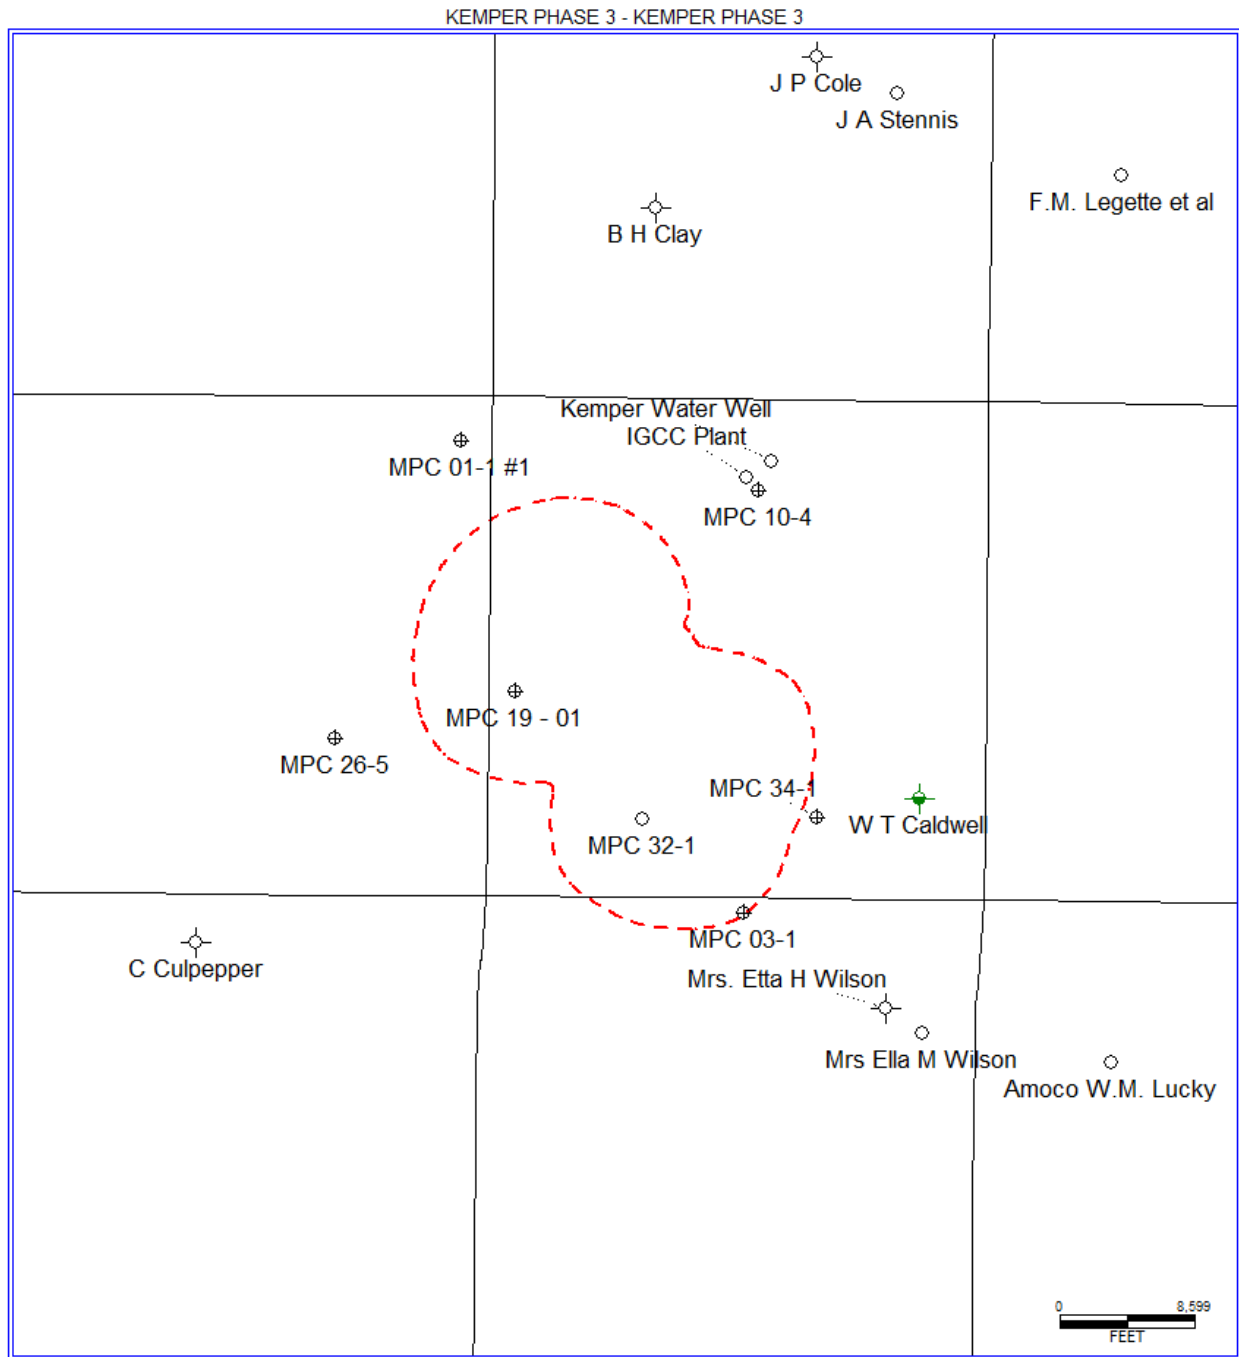 KEMPER PHASE 3 - KEMPER PHASE 3
J P Cole
J A Stennis
F.M. Legette et al
B H Clay
Kemper Water Well
IGCC Plant
MPC 01-1 #1
MPC 10-4
MPC 19 - 01
MPC 26-5
MPC 34-1
W T Caldwell
MPC 32-1
MPC 03-1
C Culpepper
Mrs. Etta H Wilson
Mrs Ella M Wilson
Amoco W.M. Lucky
0 8,599
FEET